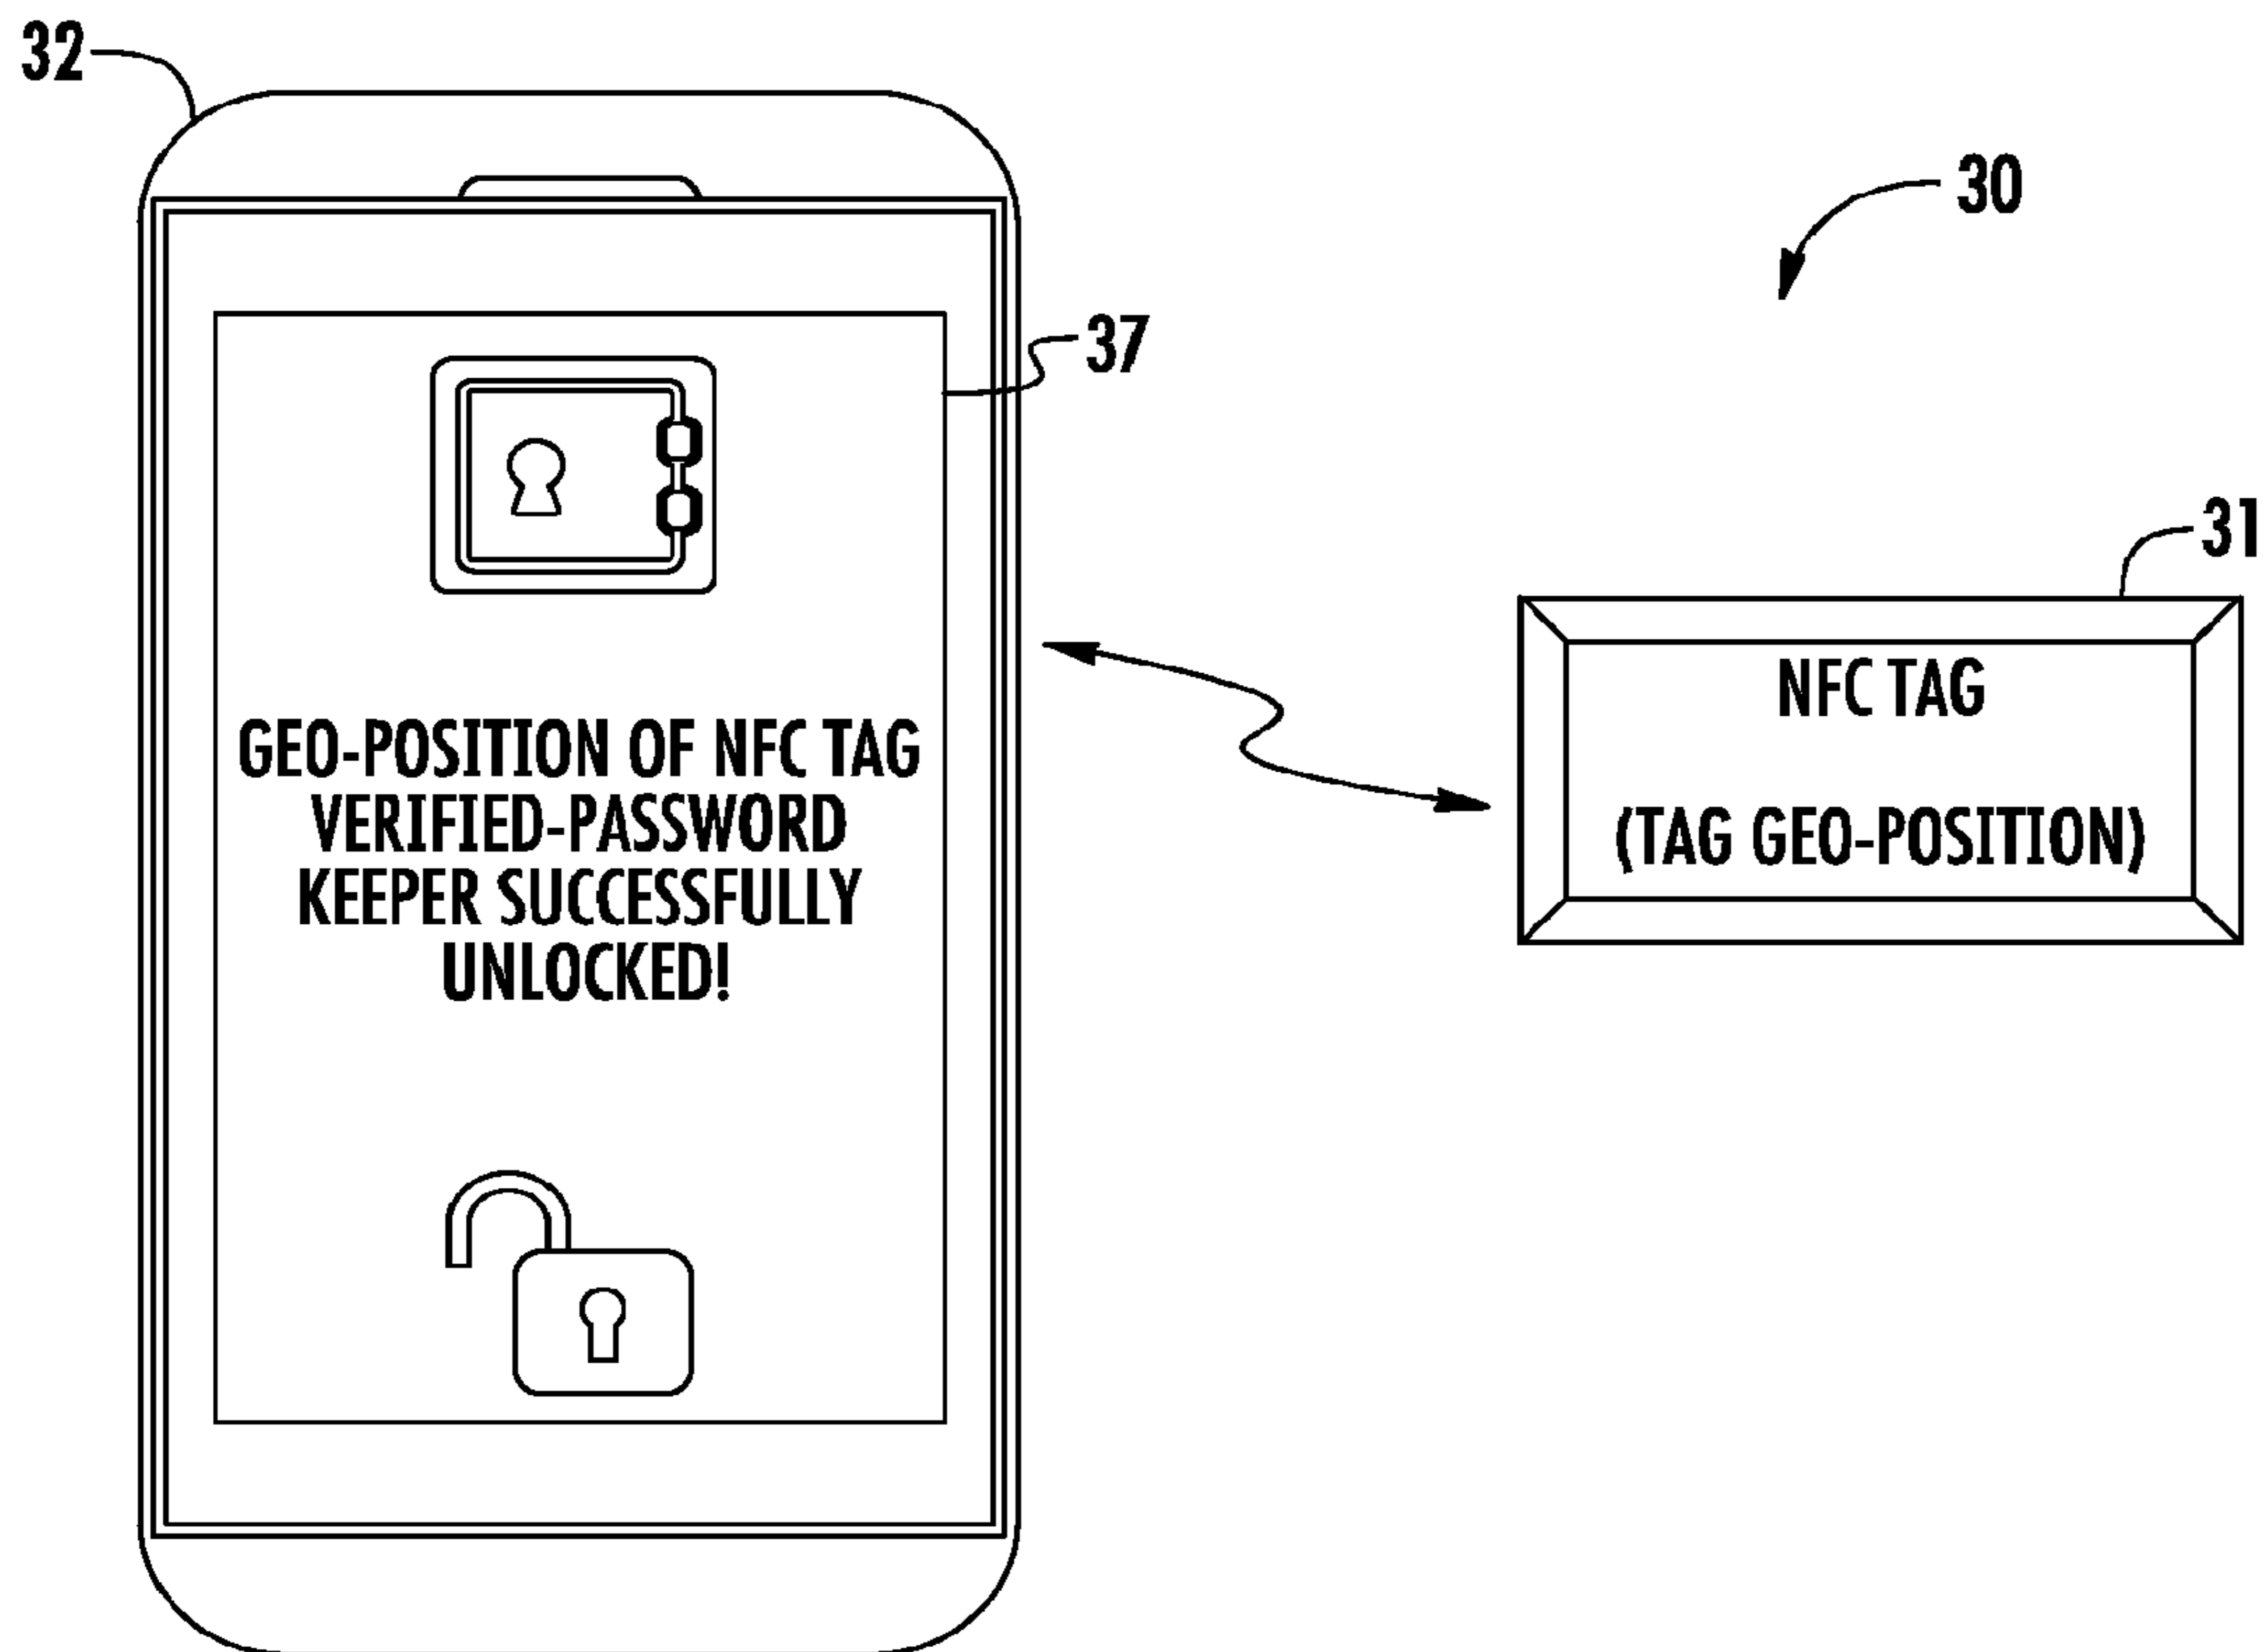 32
30
37
31
GEO-POSITION OF NFC TAG
VERIFIED-PASSWORD
KEEPER SUCCESSFULLY
UNLOCKED!
NFC TAG
(TAG GEO-POSITION)